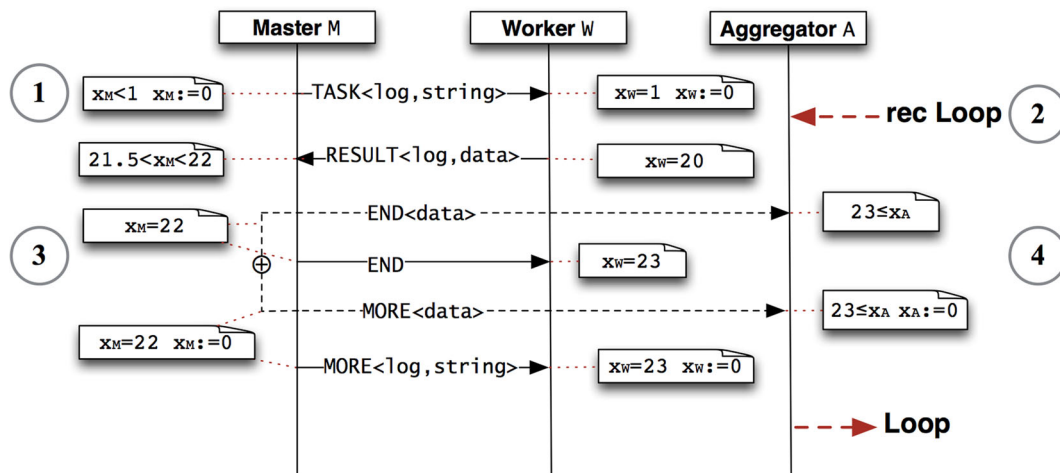 Master M
Worker W
Aggregator A
1
xM<1 xM:=0
TASK<log,string>
xW=1 xW:=0
rec Loop
2
21.5<xM<22
RESULT<log,data>
xW=20
END<data>
23≤xA
xM=22
3
⊕
END
xW=23
4
MORE<data>
23≤xA xA:=0
xM=22 xM:=0
MORE<log,string>
xW=23 xW:=0
Loop